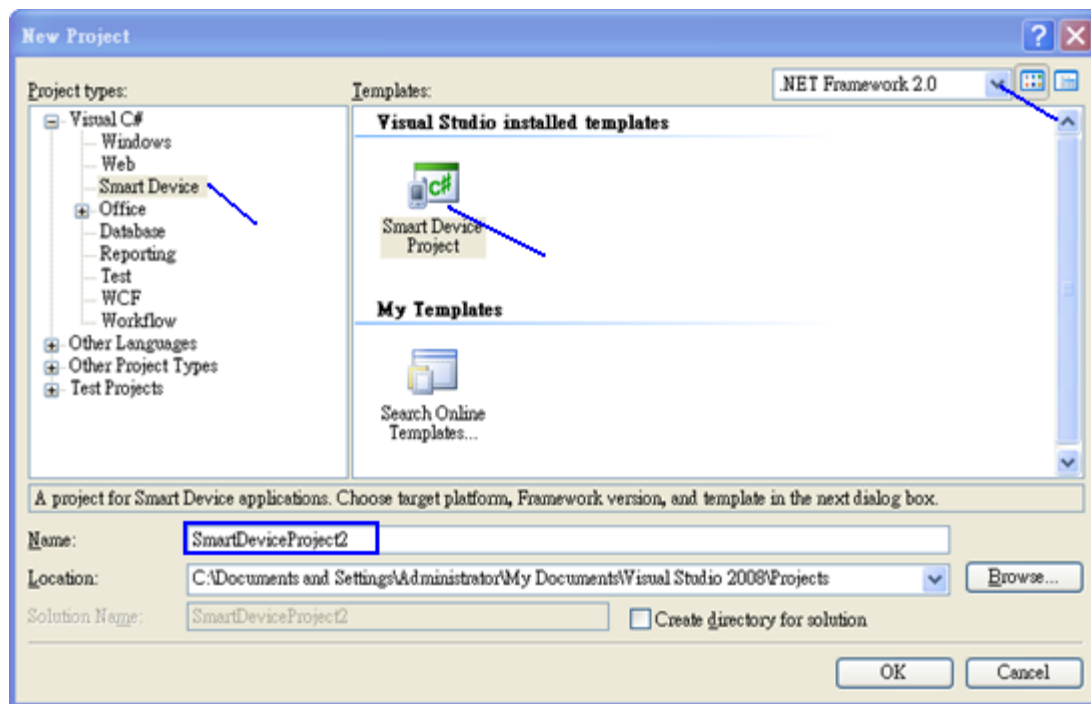 New Project
Project types:
Templates:
.NET Framework 2.0
Visual C#
Windows
Web
Smart Device
Office
Database
Reporting
Test
WCF
Workflow
Other Languages
Other Project Types
Test Projects
Visual Studio installed templates
C#
Smart Device
Project
My Templates
Search Online
Templates...
A project for Smart Device applications. Choose target platform, Framework version, and template in the next dialog box.
Name:
SmartDeviceProject2
Location:
C:\Documents and Settings\Administrator\My Documents\Visual Studio 2008\Projects
Browse...
Solution Name:
SmartDeviceProject2
Create directory for solution
OK
Cancel